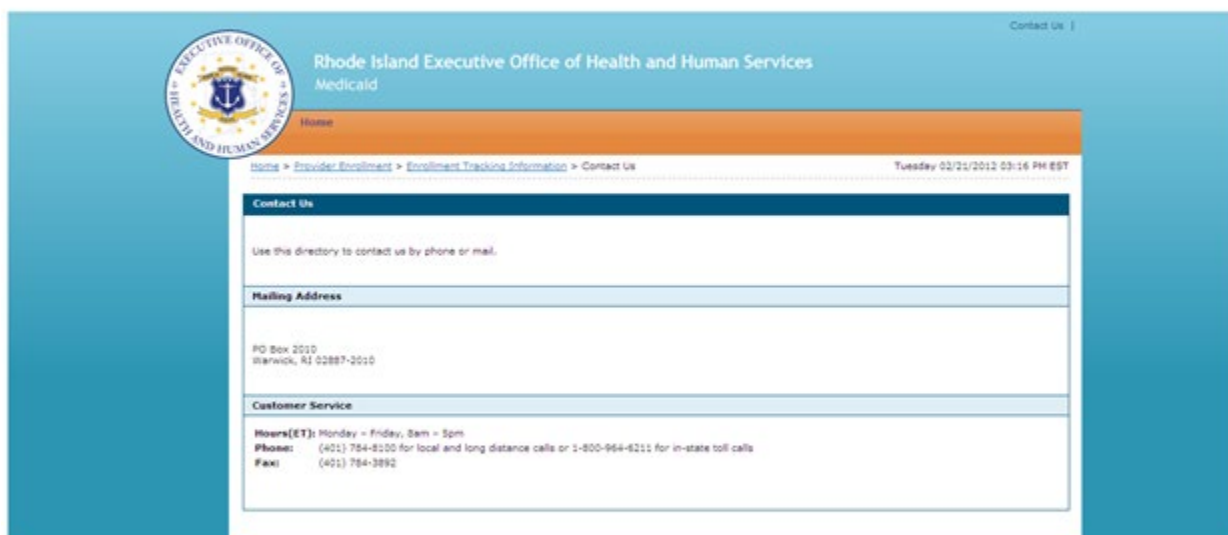 Contact Us |
EXECUTIVE OFFICE OF HEALTH AND HUMAN SERVICES
Rhode Island Executive Office of Health and Human Services
Medicaid
Home
Home > Provider Enrollment > Enrollment Tracking Information > Contact Us
Tuesday 02/21/2012 03:16 PM EST
Contact Us
Use this directory to contact us by phone or mail.
Mailing Address
PO Box 2010
Warwick, RI 02887-2010
Customer Service
Hours(ET): Monday – Friday, 8am – 5pm
Phone: (401) 784-8100 for local and long distance calls or 1-800-964-6211 for in-state toll calls
Fax: (401) 784-3892